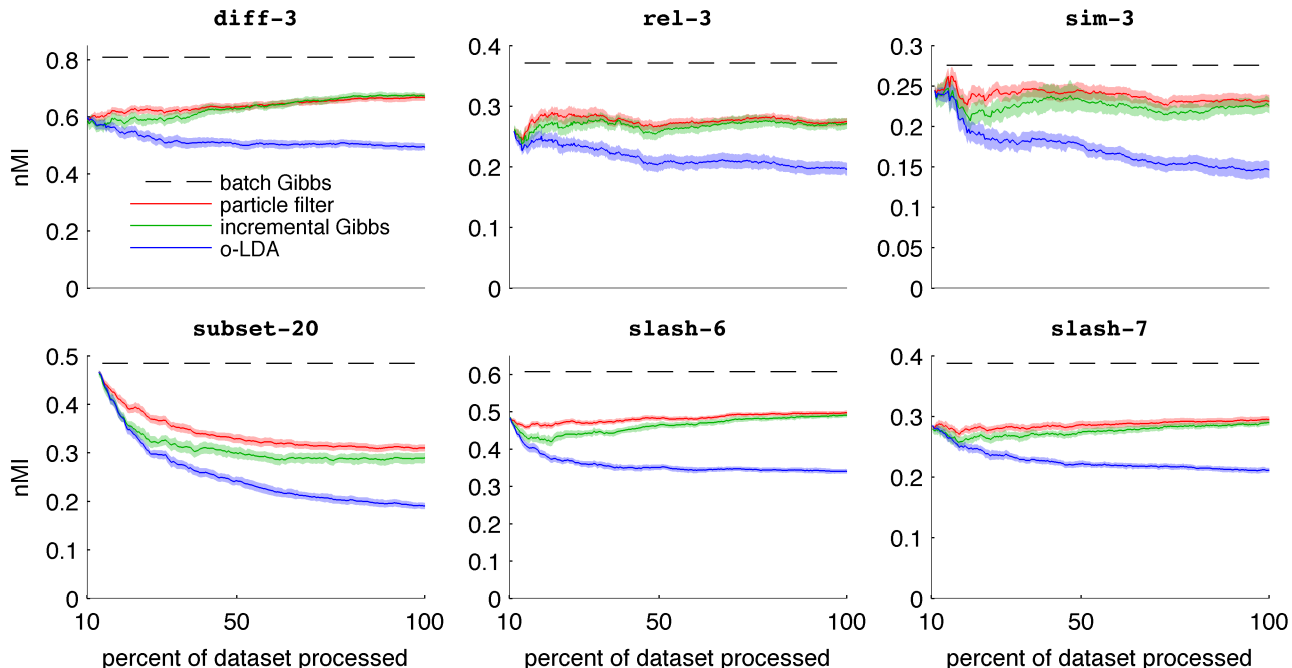 diff-3
rel-3
sim-3
nMI
0.8
0.6
0.4
0.2
0
batch Gibbs
particle filter
incremental Gibbs
o-LDA
0.4
0.3
0.2
0.1
0
0.3
0.25
0.2
0.15
0.1
0.05
0
subset-20
slash-6
slash-7
nMI
0.5
0.4
0.3
0.2
0.1
0
10
50
100
percent of dataset processed
0.6
0.5
0.4
0.3
0.2
0.1
0
10
50
100
percent of dataset processed
0.4
0.3
0.2
0.1
0
10
50
100
percent of dataset processed